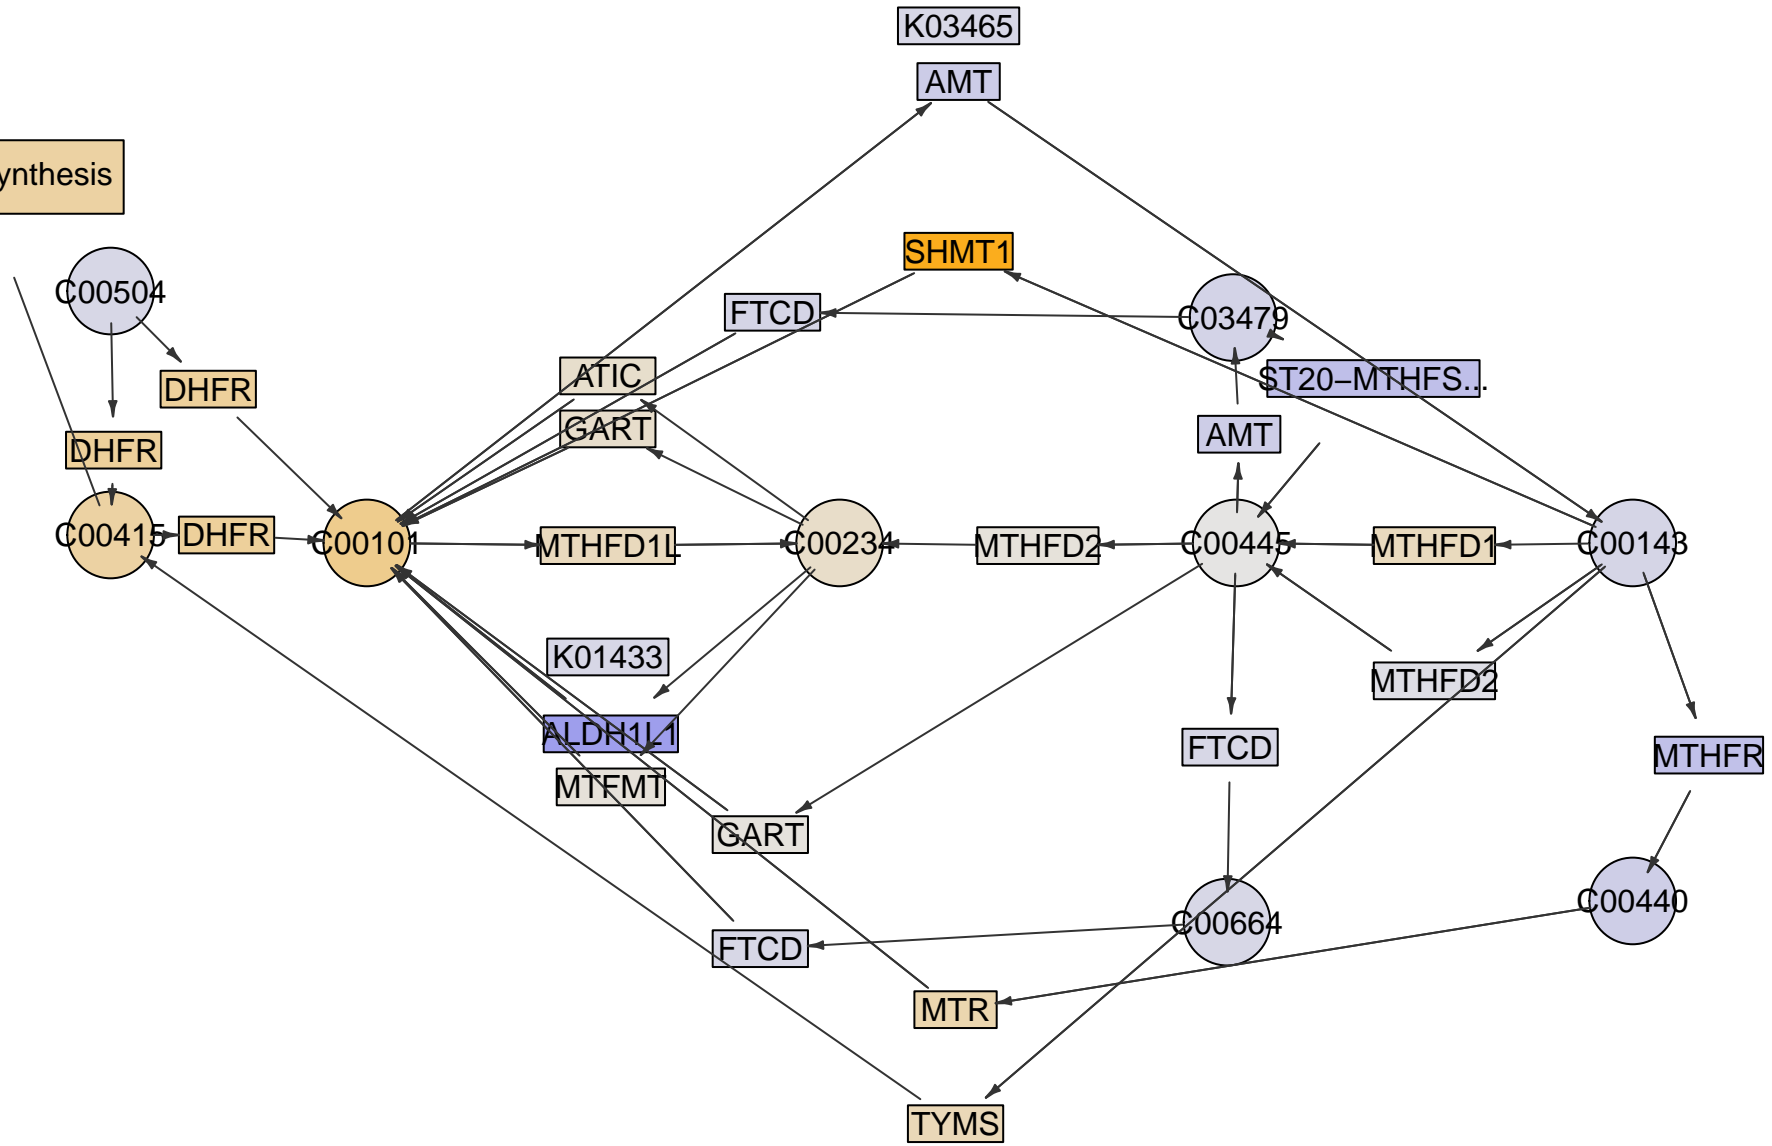 K03465
AMT
ynthesis
SHMT1
C00504
FTCD
C03479
ATIC
ST20−MTHFS...
DHFR
GART
AMT
DHFR
C00415
DHFR
C00101
MTHFD1L
C00234
MTHFD2
C00445
MTHFD1
C00143
K01433
MTHFD2
ALDH1L1
FTCD
MTHFR
MTFMT
GART
C00440
C00664
FTCD
MTR
TYMS